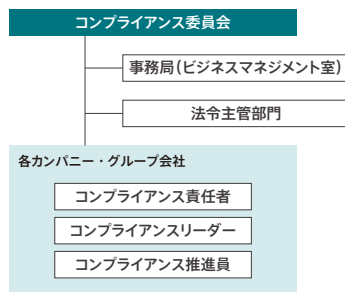 コンプライアンス委員会
事務局（ビジネスマネジメント室）
法令主管部門
各カンパニー・グループ会社
コンプライアンス責任者
コンプライアンスリーダー
コンプライアンス推進員